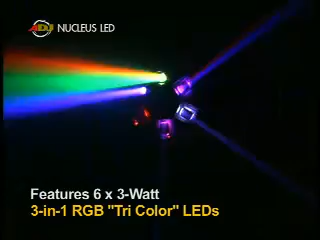 ADJ NUCLEUS LED
Features 6 x 3-Watt
3-in-1 RGB "Tri Color" LEDs